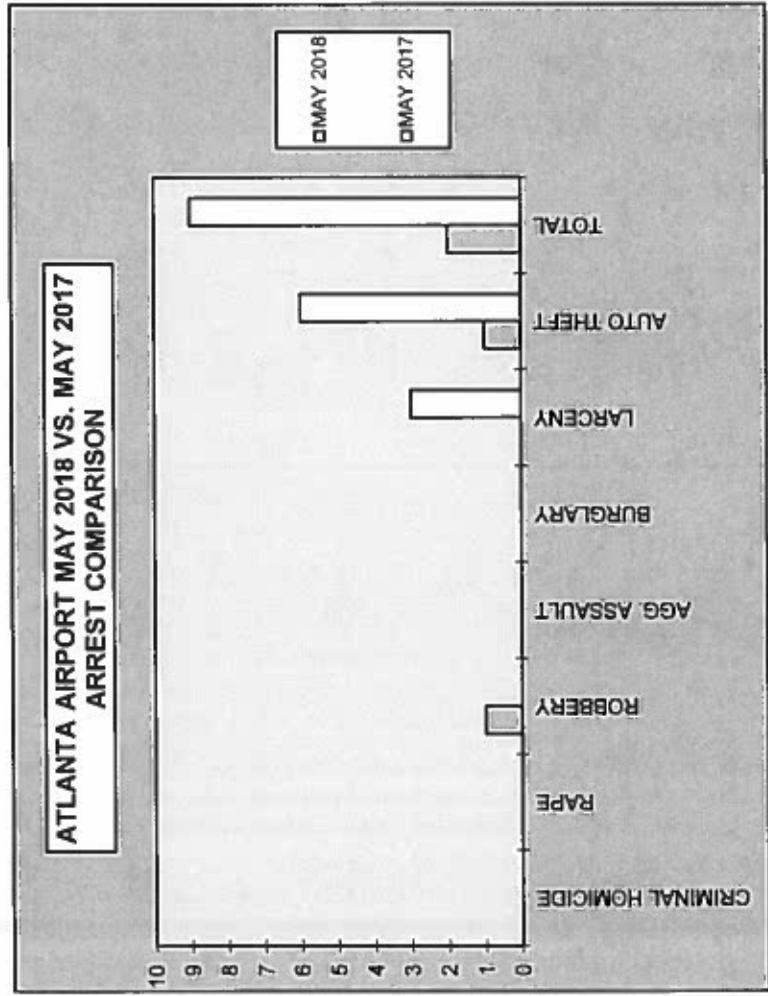 ATLANTA AIRPORT MAY 2018 VS. MAY 2017
ARREST COMPARISON
10
9
8
7
6
5
4
3
2
1
0
CRIMINAL HOMICIDE
RAPE
ROBBERY
AGG. ASSAULT
BURGLARY
LARCENY
AUTO THEFT
TOTAL
MAY 2018
MAY 2017